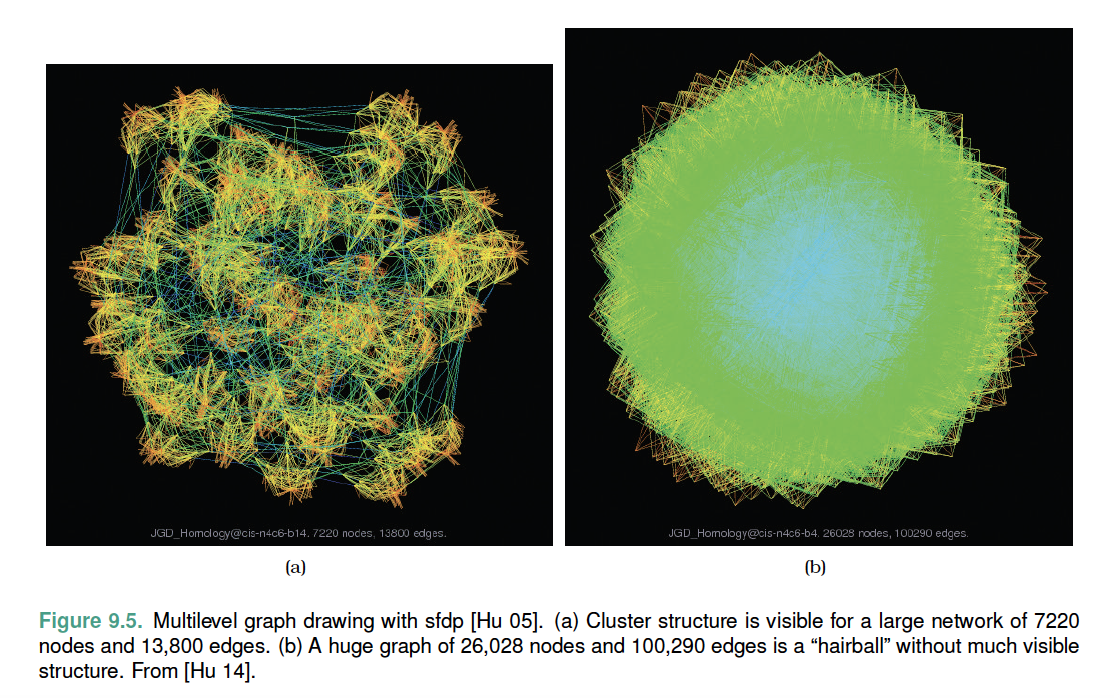 JGD_Homology@cis-n4c6-b14. 7220 nodes, 13800 edges.
JGD_Homology@cis-n4c6-b4. 26028 nodes, 100290 edges.
(a)
(b)
Figure 9.5. Multilevel graph drawing with sfdp [Hu 05]. (a) Cluster structure is visible for a large network of 7220
nodes and 13,800 edges. (b) A huge graph of 26,028 nodes and 100,290 edges is a “hairball” without much visible
structure. From [Hu 14].